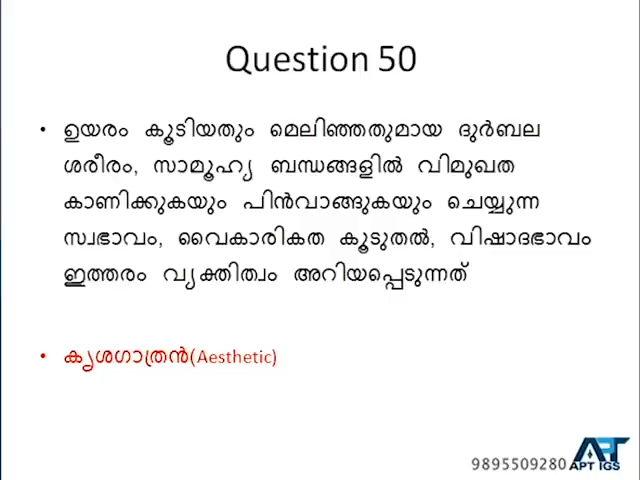 Question 50
• ഉയരം കൂടിയതും മെലിഞ്ഞതുമായ ദുർബല
ശരീരം, സാമൂഹ്യ ബന്ധങ്ങളിൽ വിമുഖത
കാണിക്കുകയും പിൻവാങ്ങുകയും ചെയ്യുന്ന
സ്വഭാവം, വൈകാരികത കൂടുതൽ, വിഷാദഭാവം
ഇത്തരം വ്യക്തിത്വം അറിയപ്പെടുന്നത്
• കൃശഗാത്രൻ(Aesthetic)
9895509280 APT IGS